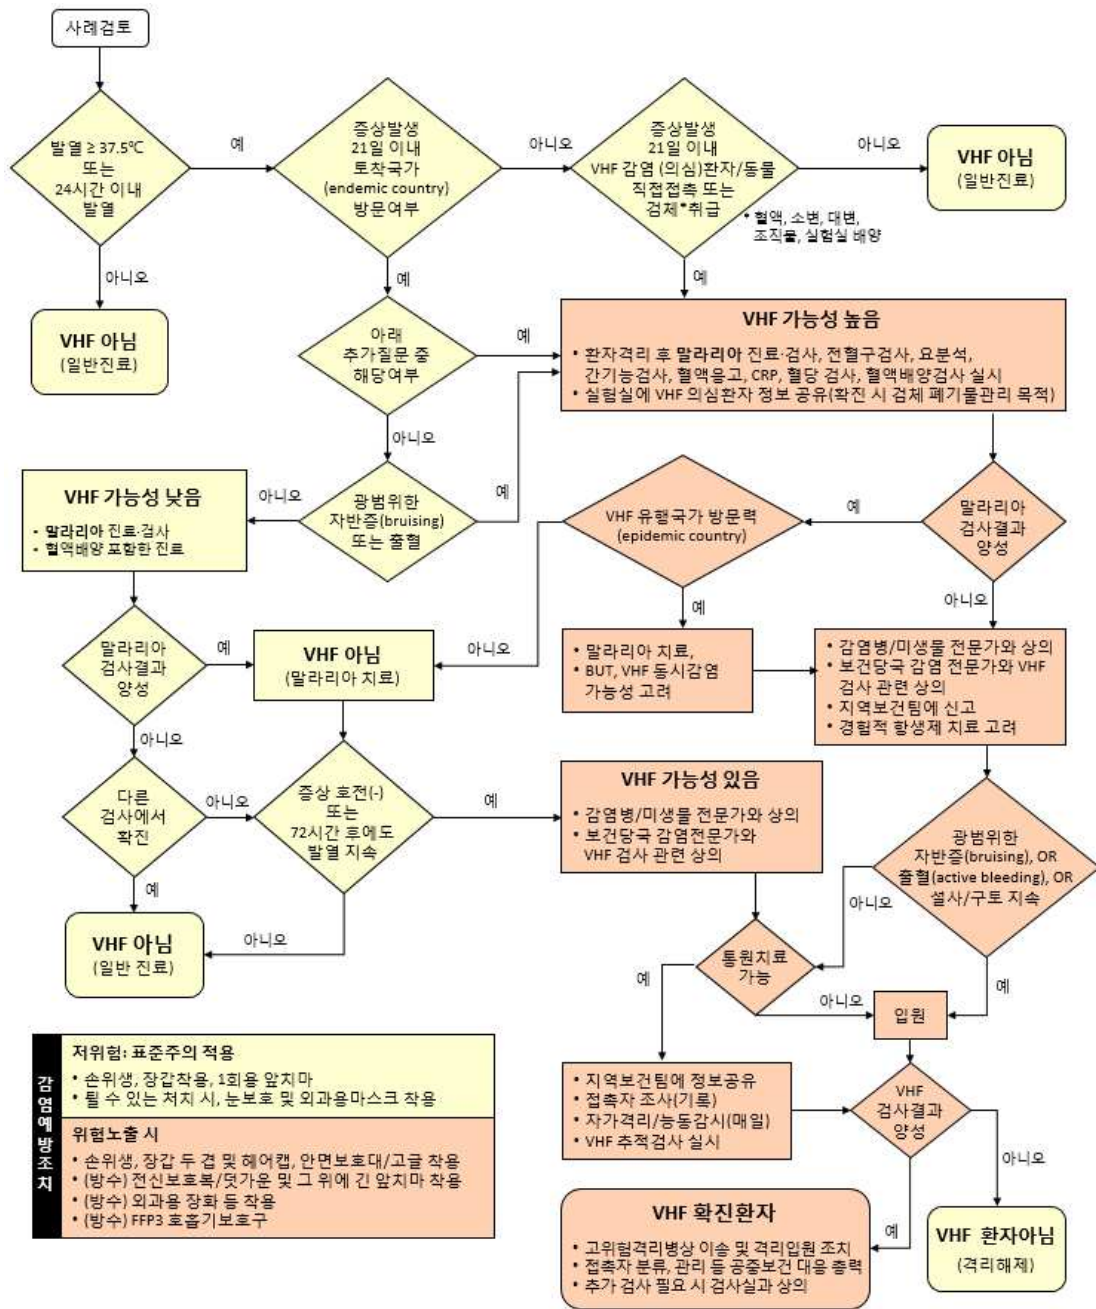 사례검토
발열 ≥ 37.5℃
또는
24시간 이내
발열
예
증상발생
21일 이내
토착국가
(endemic country)
방문여부
아니오
증상발생
21일 이내
VHF 감염 (의심)환자/동물
직접접촉 또는
검체*취급
* 혈액, 소변, 대변,
조직물, 실험실 배양
아니오
VHF 아님
(일반진료)
아니오
VHF 아님
(일반진료)
예
아래
추가질문 중
해당여부
예
예
VHF 가능성 높음
• 환자격리 후 말라리아 진료·검사, 전혈구검사, 요분석,
간기능검사, 혈액응고, CRP, 혈당 검사, 혈액배양검사 실시
• 실험실에 VHF 의심환자 정보 공유(확진 시 검체 폐기물관리 목적)
아니오
광범위한
자반증(bruising)
또는 출혈
예
아니오
VHF 가능성 낮음
• 말라리아 진료·검사
• 혈액배양 포함한 진료
VHF 유행국가 방문력
(epidemic country)
예
말라리아
검사결과
양성
말라리아
검사결과
양성
예
VHF 아님
(말라리아 치료)
아니오
예
• 말라리아 치료,
• BUT, VHF 동시감염
가능성 고려
아니오
• 감염병/미생물 전문가와 상의
• 보건당국 감염 전문가와 VHF
검사 관련 상의
• 지역보건팀에 신고
• 경험적 항생제 치료 고려
아니오
다른
검사에서
확진
아니오
증상 호전(-)
또는
72시간 후에도
발열 지속
예
VHF 가능성 있음
• 감염병/미생물 전문가와 상의
• 보건당국 감염전문가와
VHF 검사 관련 상의
광범위한
자반증(bruising), OR
출혈(active bleeding), OR
설사/구토 지속
예
VHF 아님
(일반 진료)
아니오
통원치료
가능
아니오
예
아니오
입원
예
• 지역보건팀에 정보공유
• 접촉자 조사(기록)
• 자가격리/능동감시(매일)
• VHF 추적검사 실시
VHF
검사결과
양성
예
아니오
VHF 확진환자
• 고위험격리병상 이송 및 격리입원 조치
• 접촉자 분류, 관리 등 공중보건 대응 총력
• 추가 검사 필요 시 검사실과 상의
VHF 환자아님
(격리해제)
감염예방조치
저위험: 표준주의 적용
• 손위생, 장갑착용, 1회용 앞치마
• 튈 수 있는 처치 시, 눈보호 및 외과용마스크 착용
위험노출 시
• 손위생, 장갑 두 겹 및 헤어캡, 안면보호대/고글 착용
• (방수) 전신보호복/덧가운 및 그 위에 긴 앞치마 착용
• (방수) 외과용 장화 등 착용
• (방수) FFP3 호흡기보호구